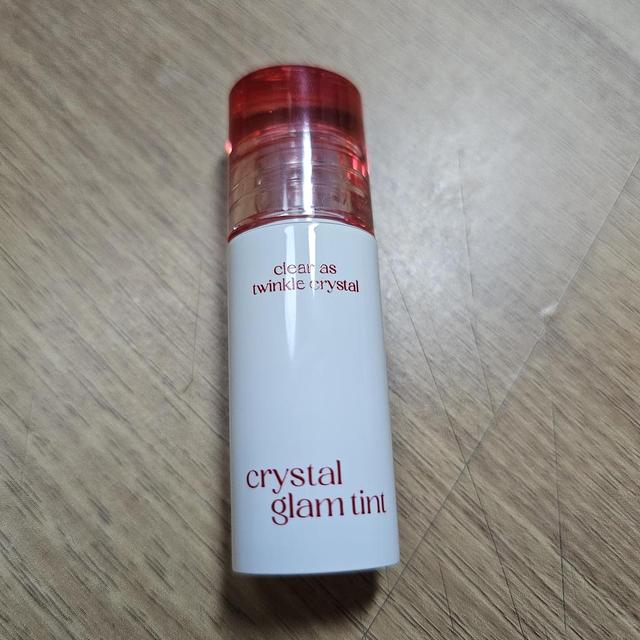 clear as
twinkle crystal
crystal
glam tint